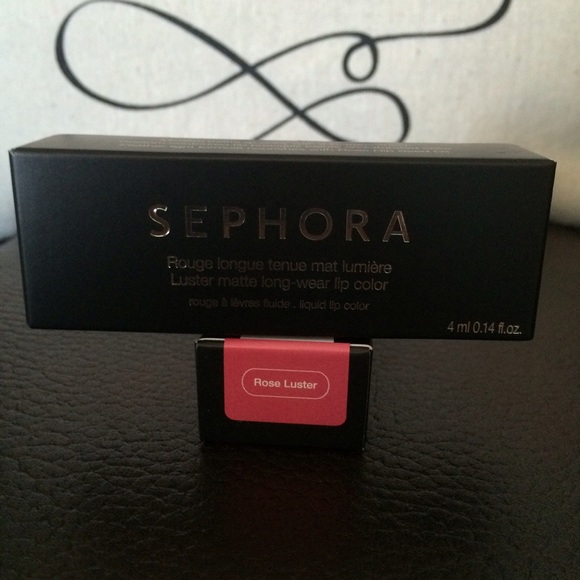 SEPHORA
Rouge longue tenue mat lumière
Luster matte long-wear lip color
rouge à lèvres fluide . liquid lip color
4 ml 0.14 fl.oz.
Rose Luster